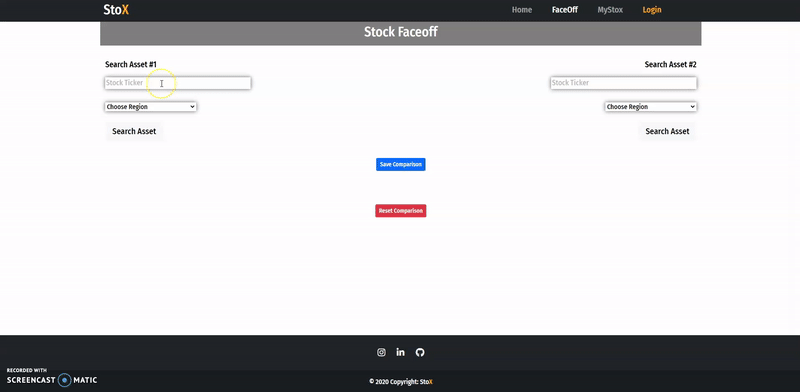 StoX
Home FaceOff MyStox Login
Stock Faceoff
Search Asset #1 Search Asset #2
Stock Ticker Stock Ticker
Choose Region Choose Region
Search Asset Search Asset
Save Comparison
Reset Comparison
RECORDED WITH
SCREENCAST MATIC
© 2020 Copyright: StoX